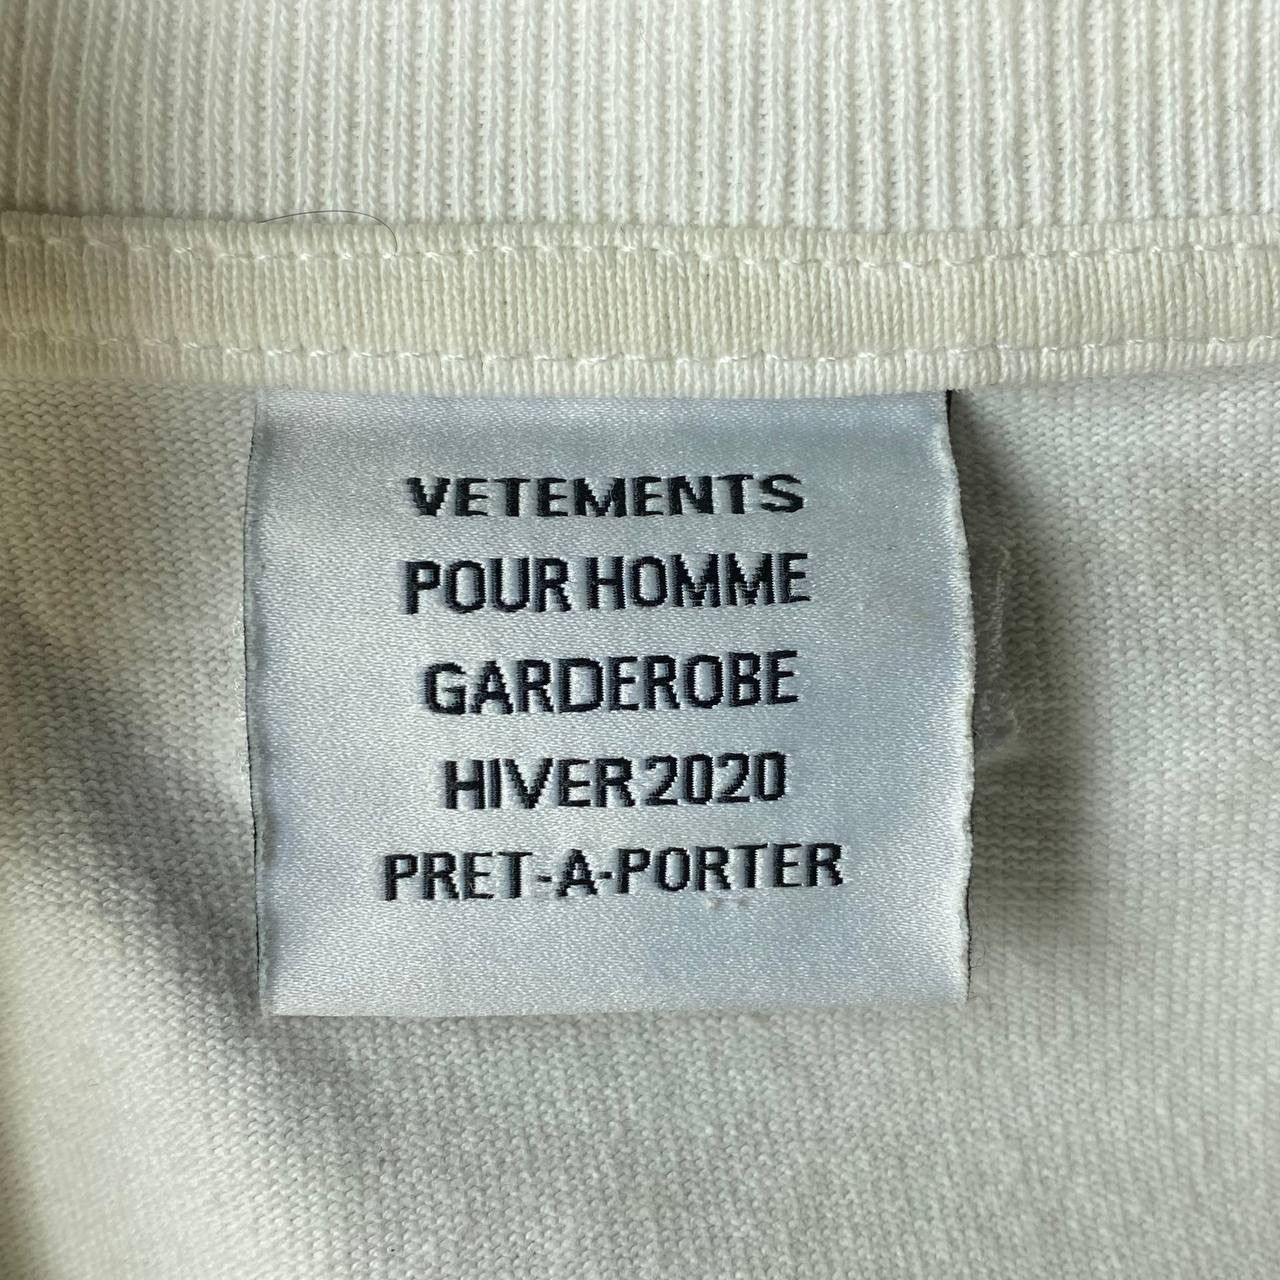 VETEMENTS
POUR HOMME
GARDEROBE
HIVER 2020
PRET-A-PORTER